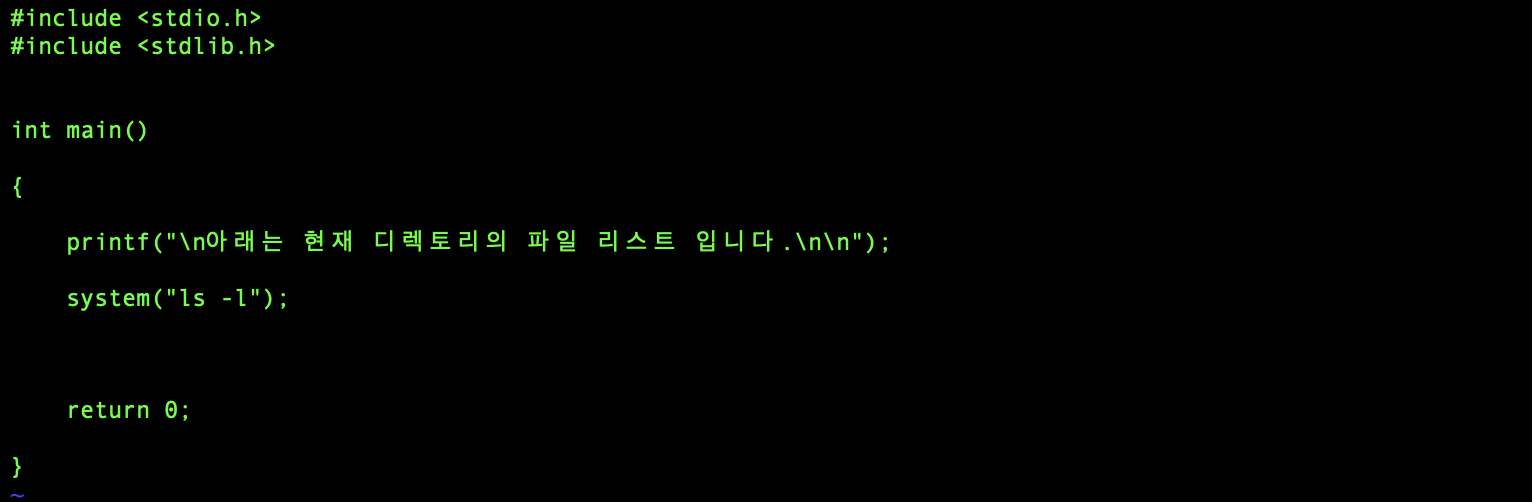 #include <stdio.h>
#include <stdlib.h>
int main()
{
    printf("\n아래는 현재 디렉토리의 파일 리스트 입니다.\n\n");
    system("ls -l");
    return 0;
}
~